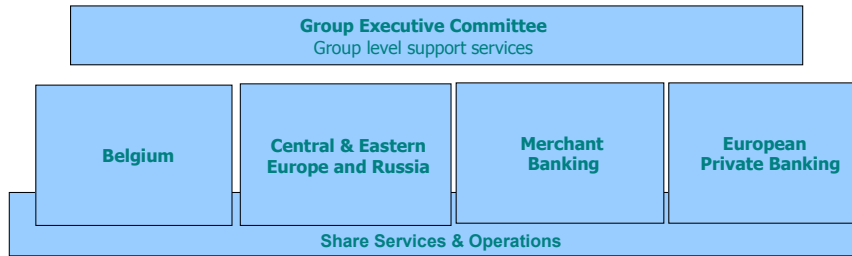 Group Executive Committee
Group level support services
Belgium
Central & Eastern
Europe and Russia
Merchant
Banking
European
Private Banking
Share Services & Operations